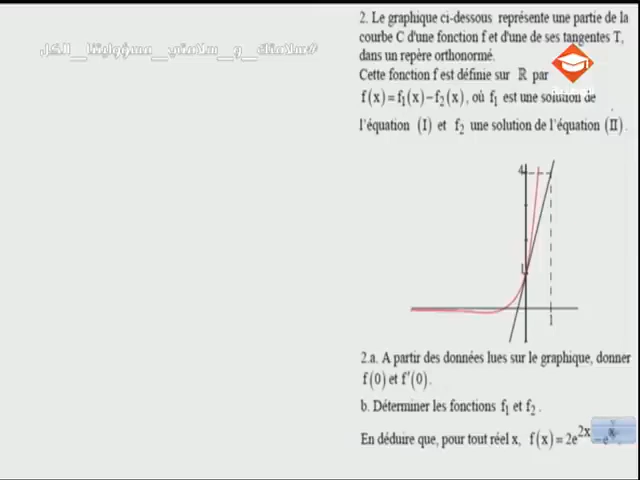 #سلامتك_و_سلامتي_مسؤوليتنا_الكل
2. Le graphique ci-dessous représente une partie de la
courbe C d'une fonction f et d'une de ses tangentes T,
dans un repère orthonormé.
Cette fonction f est définie sur ℝ par
f(x)=f₁(x)−f₂(x), où f₁ est une solution de
l'équation (I) et f₂ une solution de l'équation (II).
4
1
1
2.a. A partir des données lues sur le graphique, donner
f(0) et f'(0).
b. Déterminer les fonctions f₁ et f₂.
En déduire que, pour tout réel x, f(x)=2e^2x −e